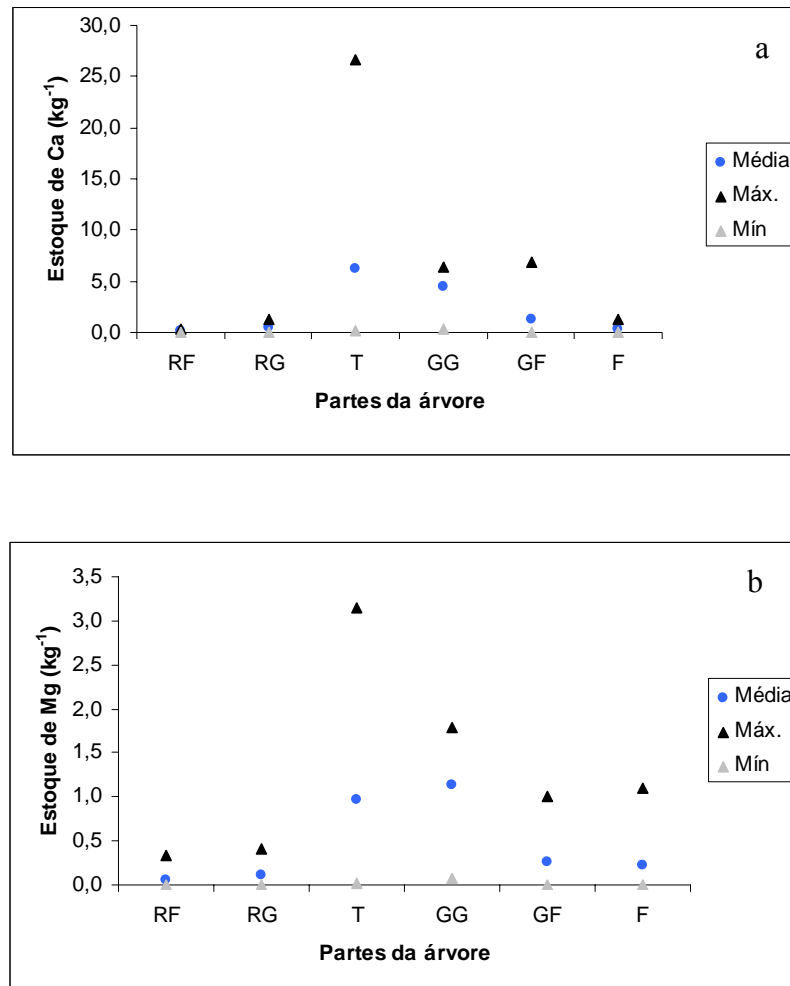 a
30,0
25,0
20,0
15,0
10,0
5,0
0,0
Estoque de Ca (kg⁻¹)
RF RG T GG GF F
Partes da árvore
Média
Máx.
Mín
b
3,5
3,0
2,5
2,0
1,5
1,0
0,5
0,0
Estoque de Mg (kg⁻¹)
RF RG T GG GF F
Partes da árvore
Média
Máx.
Mín